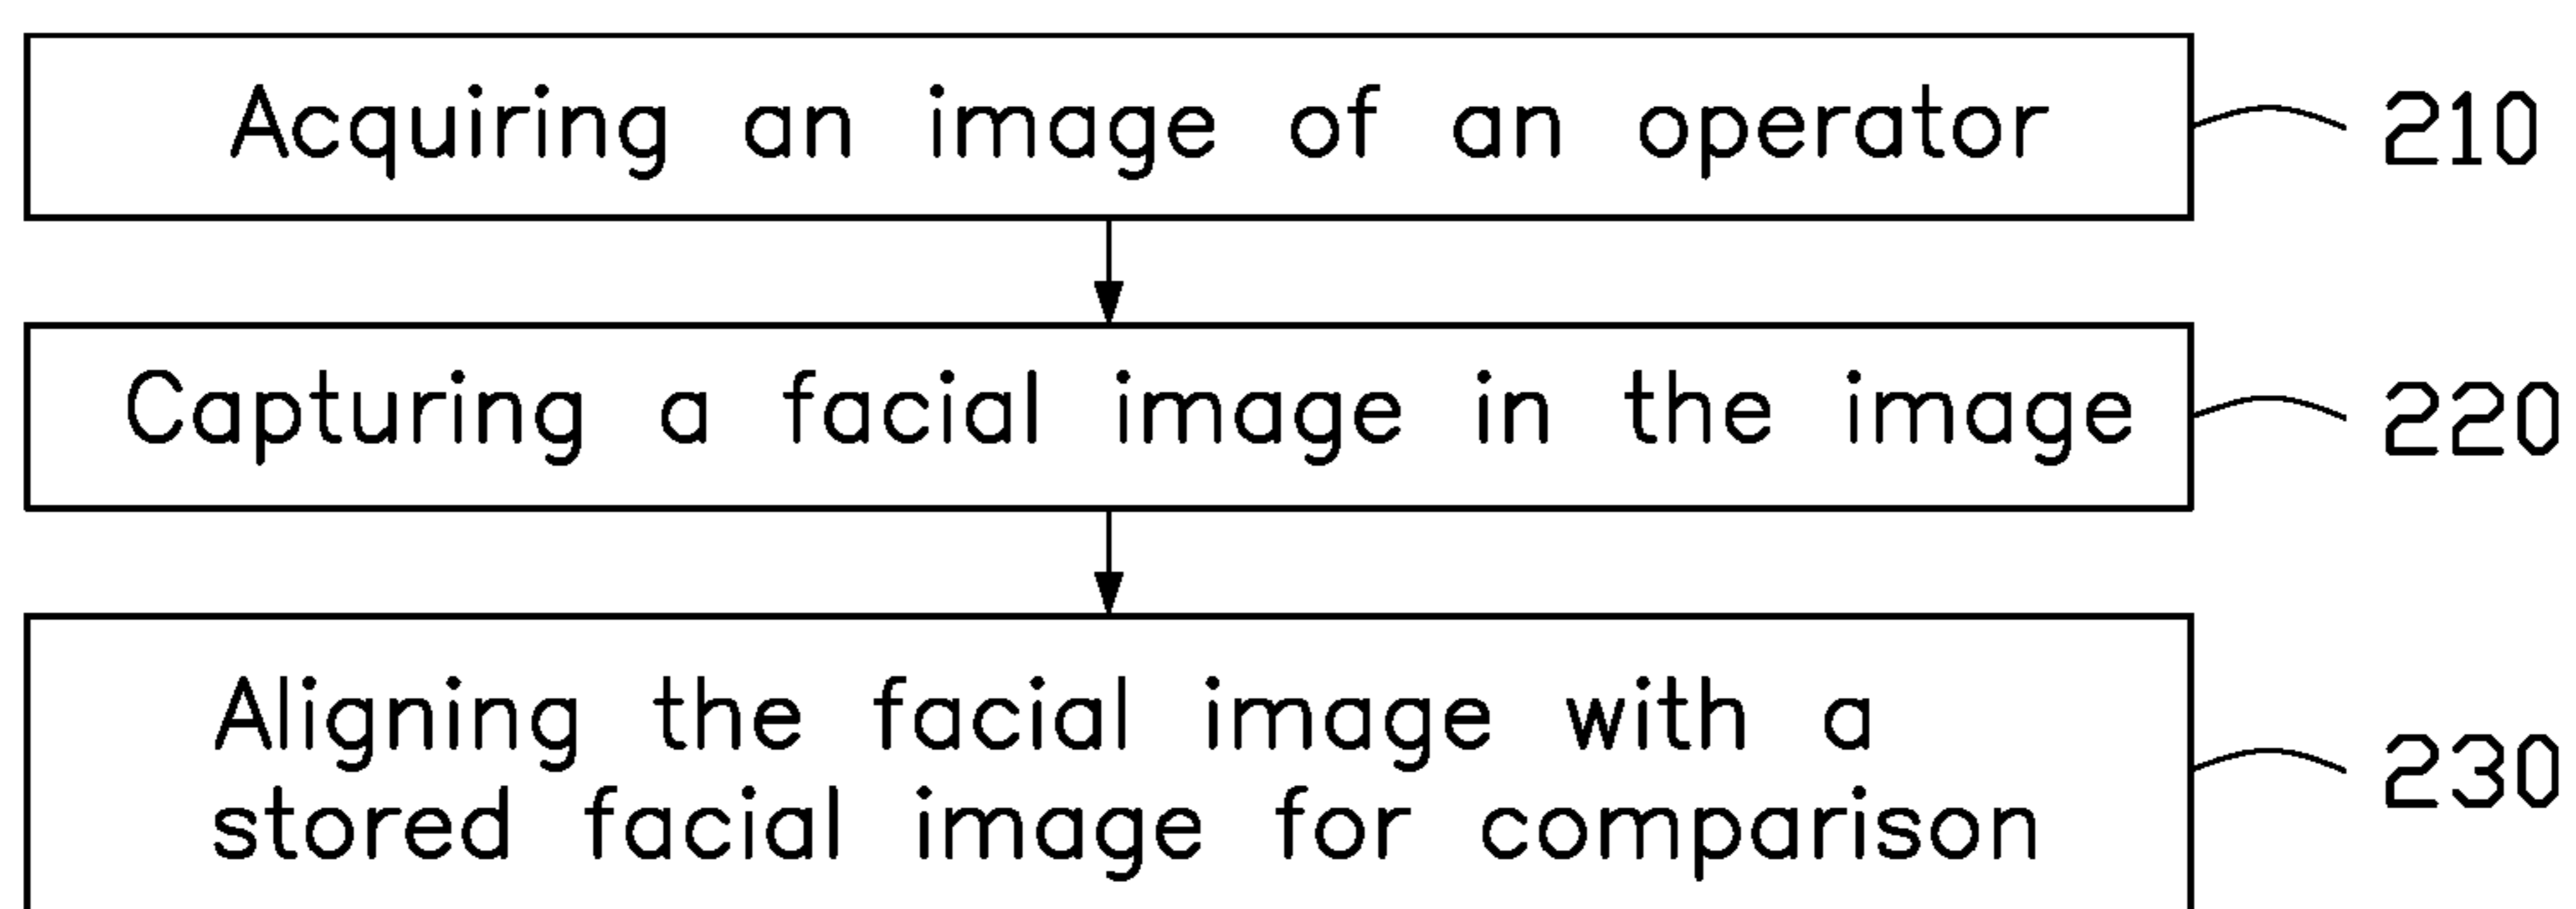 Acquiring an image of an operator 210
Capturing a facial image in the image 220
Aligning the facial image with a
stored facial image for comparison
230